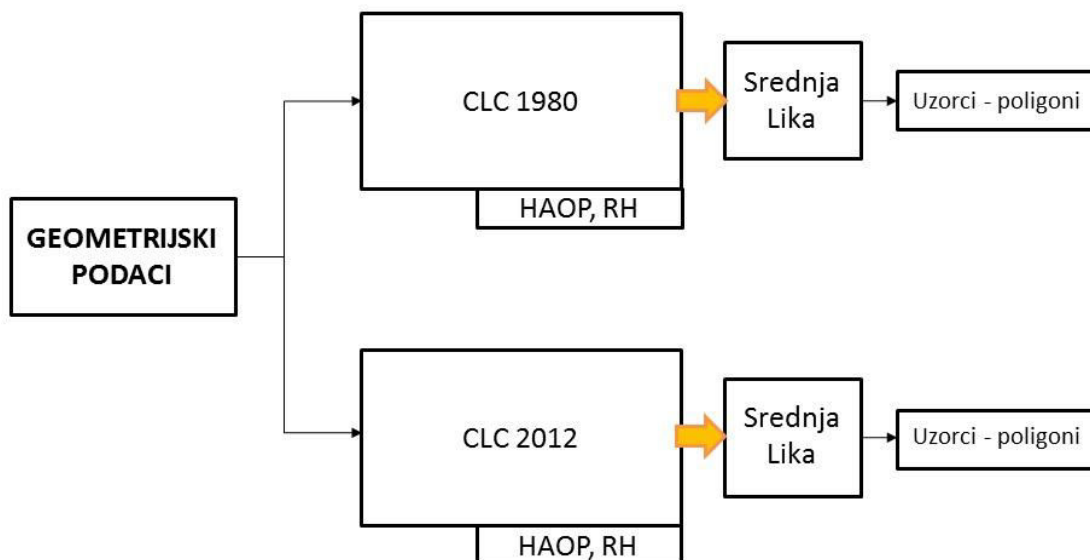 GEOMETRIJSKI
PODACI
CLC 1980
HAOP, RH
Srednja
Lika
Uzorci - poligoni
CLC 2012
HAOP, RH
Srednja
Lika
Uzorci - poligoni